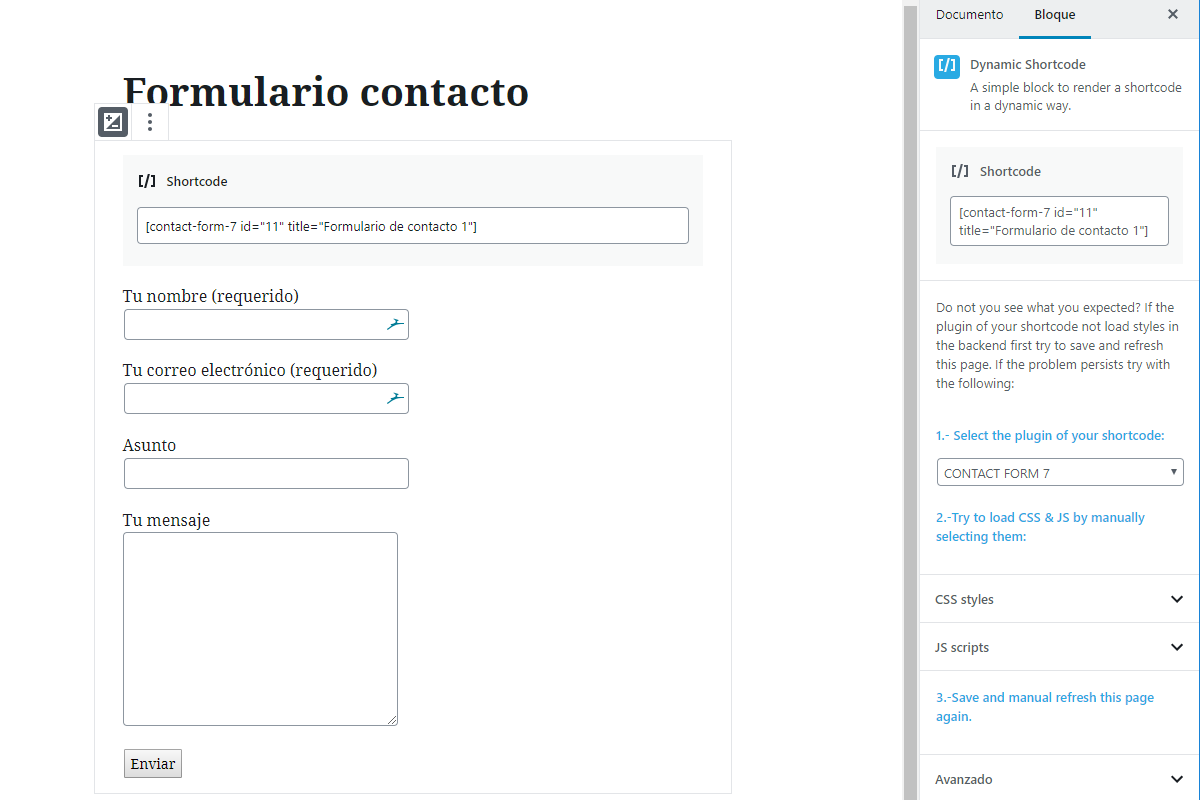 Formulario contacto
[/] Shortcode
[contact-form-7 id="11" title="Formulario de contacto 1"]
Tu nombre (requerido)
Tu correo electrónico (requerido)
Asunto
Tu mensaje
Enviar
Documento
Bloque
[/] Dynamic Shortcode
A simple block to render a shortcode
in a dynamic way.
[/] Shortcode
[contact-form-7 id="11"
title="Formulario de contacto 1"]
Do not you see what you expected? If the
plugin of your shortcode not load styles in
the backend first try to save and refresh
this page. If the problem persists try with
the following:
1.- Select the plugin of your shortcode:
CONTACT FORM 7
2.-Try to load CSS & JS by manually
selecting them:
CSS styles
JS scripts
3.-Save and manual refresh this page
again.
Avanzado